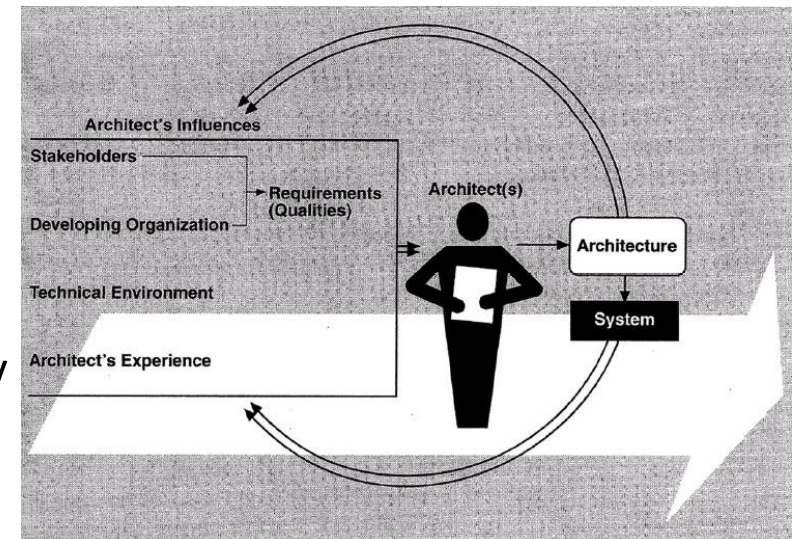 Architect's Influences
Stakeholders
Requirements
(Qualities)
Architect(s)
Developing Organization
Architecture
Technical Environment
System
Architect's Experience
y